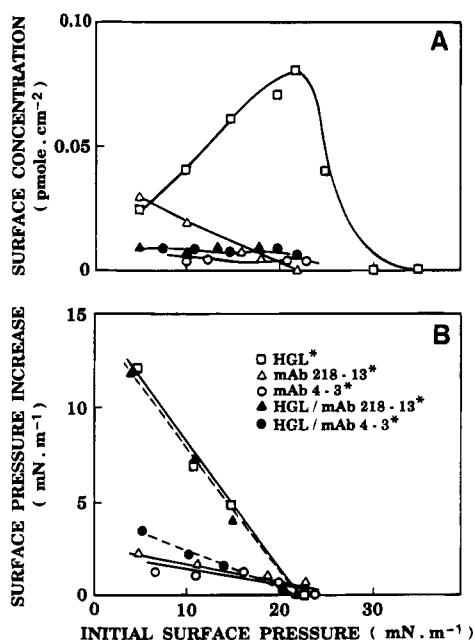 A
0.10
0.05
0
SURFACE CONCENTRATION
( pmole . cm-2 )
B
15
10
5
0
SURFACE PRESSURE INCREASE
( mN . m-1 )
HGL*
mAb 218 - 13*
mAb 4 - 3*
HGL / mAb 218 - 13*
HGL / mAb 4 - 3*
0 10 20 30
INITIAL SURFACE PRESSURE ( mN . m-1 )